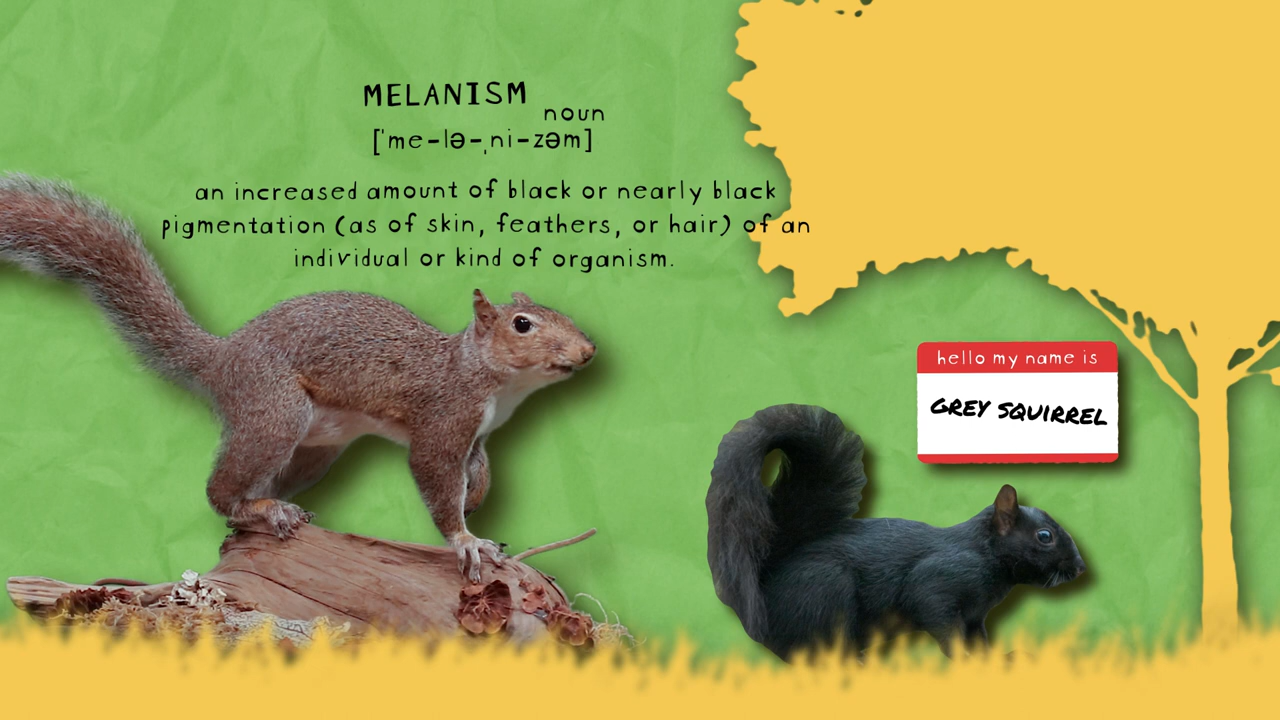 MELANISM
noun
[ˈme-lə-ˌni-zəm]
an increased amount of black or nearly black
pigmentation (as of skin, feathers, or hair) of an
individual or kind of organism.
hello my name is
GREY SQUIRREL